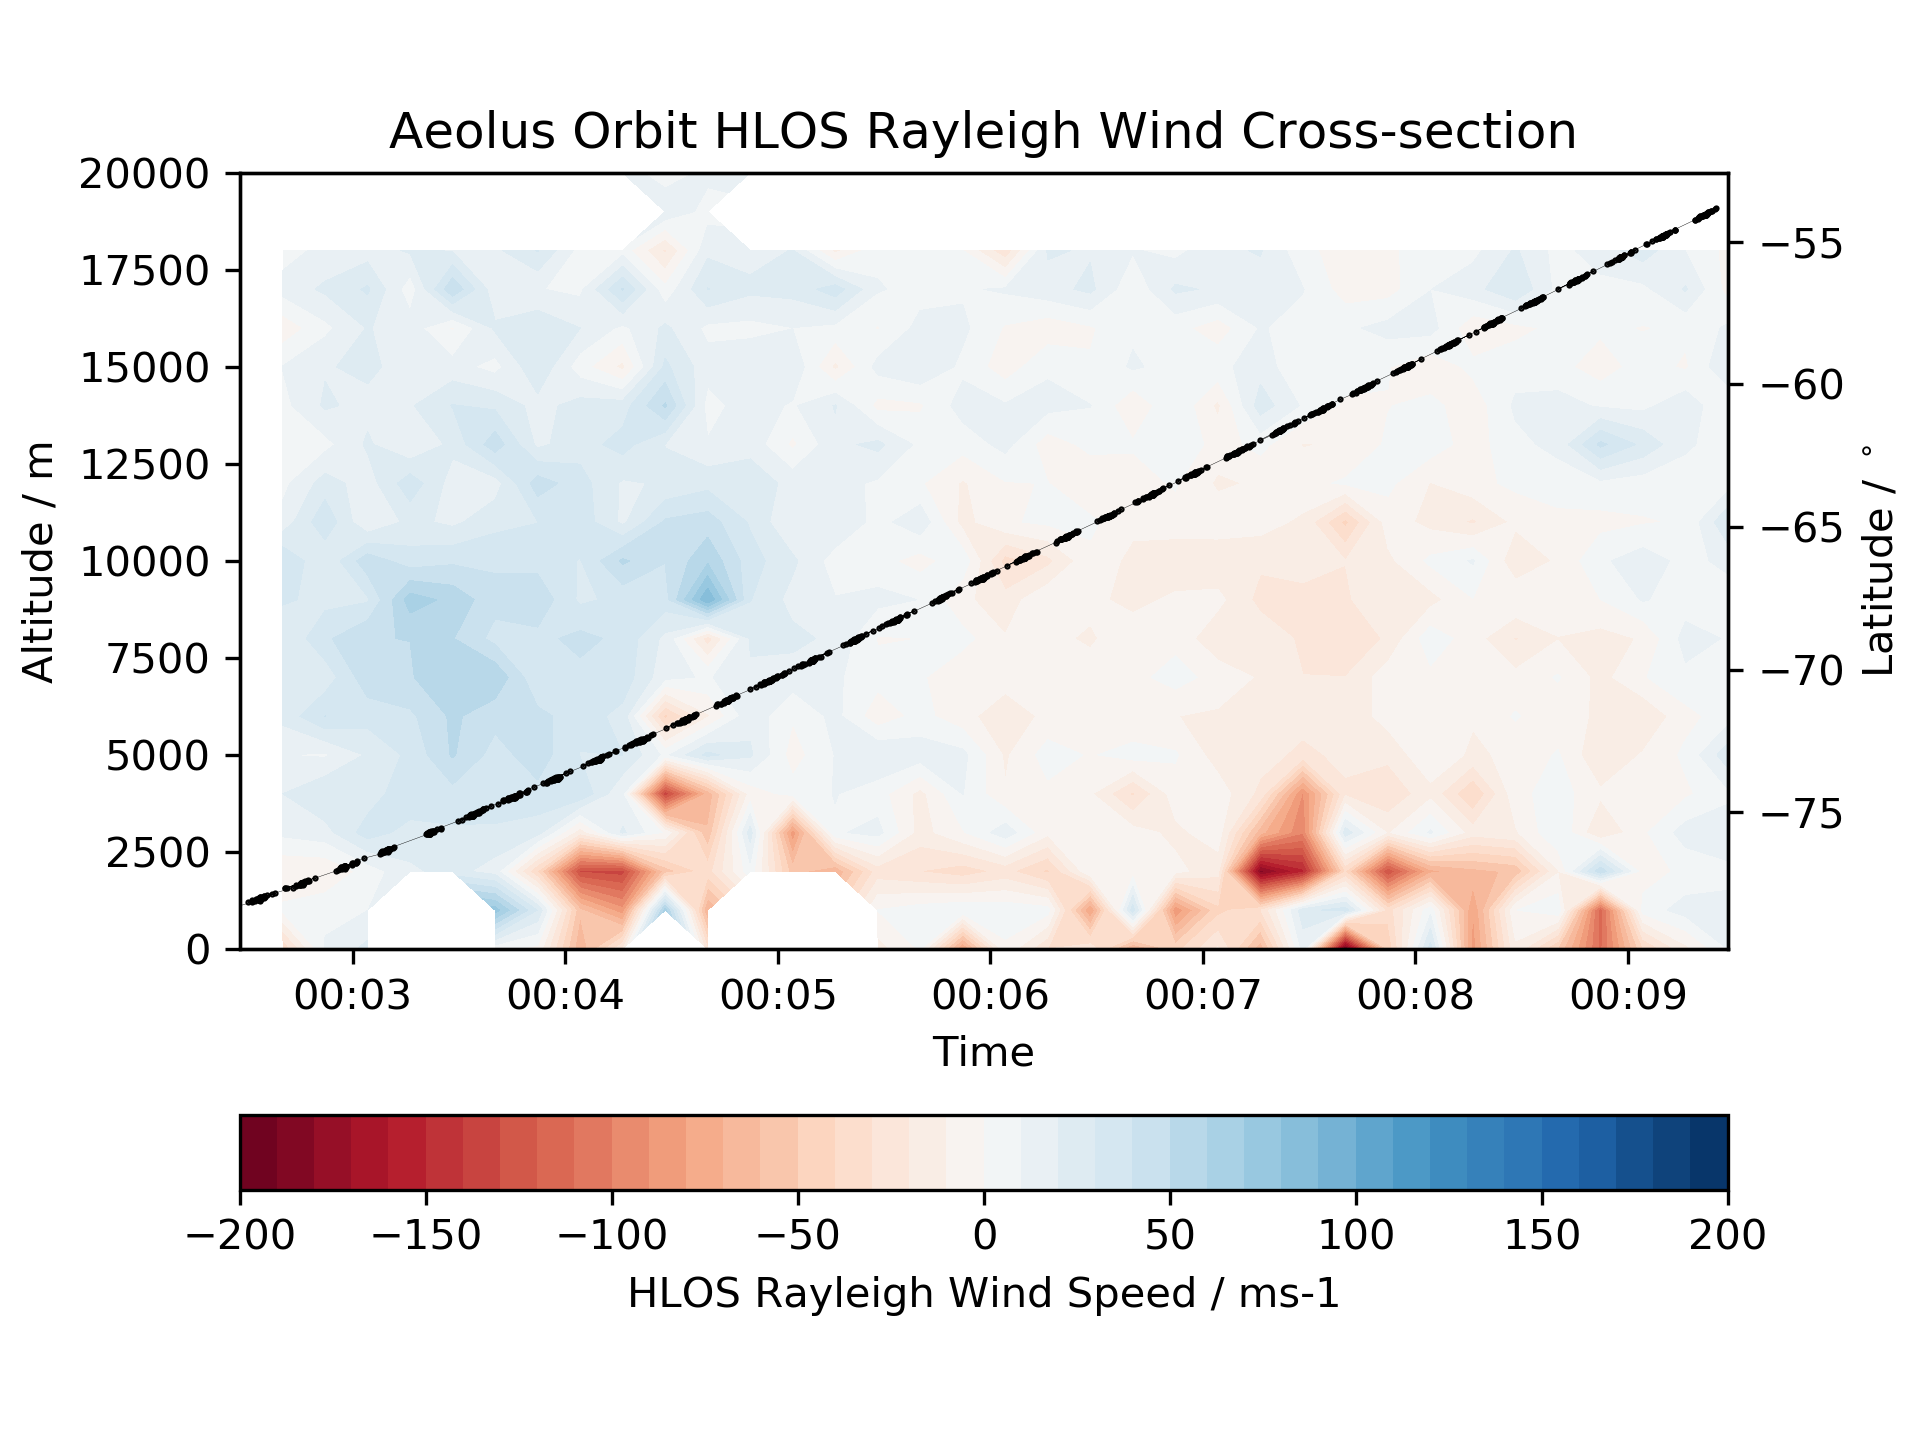 Aeolus Orbit HLOS Rayleigh Wind Cross-section
20000
17500
15000
12500
10000
7500
5000
2500
0
Altitude / m
−55
−60
−65
−70
−75
Latitude / °
00:03 00:04 00:05 00:06 00:07 00:08 00:09
Time
−200 −150 −100 −50 0 50 100 150 200
HLOS Rayleigh Wind Speed / ms-1